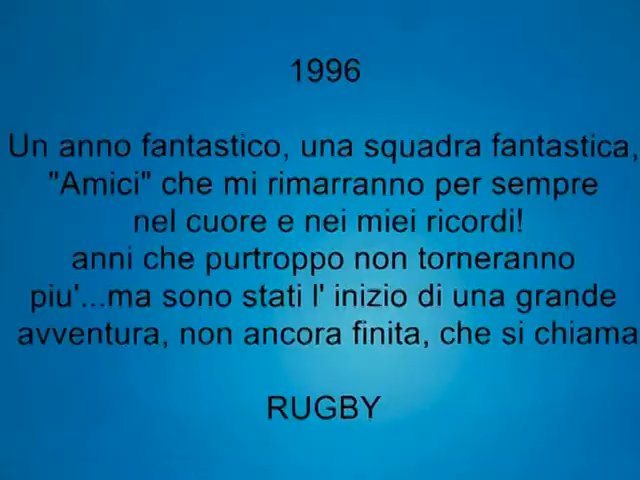 1996
Un anno fantastico, una squadra fantastica,
"Amici" che mi rimarranno per sempre
nel cuore e nei miei ricordi!
anni che purtroppo non torneranno
piu'...ma sono stati l' inizio di una grande
avventura, non ancora finita, che si chiama
RUGBY